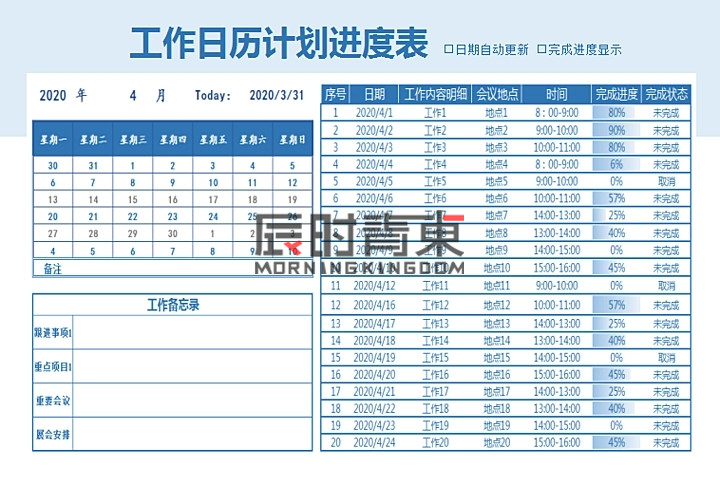 工作日历计划进度表 □日期自动更新 □完成进度显示
2020 年 4 月 Today: 2020/3/31
星期一 星期二 星期三 星期四 星期五 星期六 星期日
30 31 1 2 3 4 5
6 7 8 9 10 11 12
13 14 15 16 17 18 19
20 21 22 23 24 25 26
27 28 29 30 1 2 3
4 5 6 7 8 9 10
备注
工作备忘录
跟进事项1
重点项目1
重要会议
展会安排
序号 日期 工作内容明细 会议地点 时间 完成进度 完成状态
1 2020/4/1 工作1 地点1 8：00-9:00 80% 未完成
2 2020/4/2 工作2 地点2 9:00-10:00 90% 未完成
3 2020/4/3 工作3 地点3 10:00-11:00 80% 未完成
4 2020/4/4 工作4 地点4 8：00-9:00 6% 未完成
5 2020/4/5 工作5 地点5 9:00-10:00 0% 取消
6 2020/4/6 工作6 地点6 10:00-11:00 57% 未完成
7 2020/4/7 工作7 地点7 14:00-13:00 25% 未完成
8 2020/4/8 工作8 地点8 13:00-14:00 40% 未完成
9 2020/4/9 工作9 地点9 14:00-15:00 0% 未完成
10 2020/4/10 工作10 地点10 15:00-16:00 45% 未完成
11 2020/4/12 工作11 地点11 9:00-10:00 0% 取消
12 2020/4/16 工作12 地点12 10:00-11:00 57% 未完成
13 2020/4/17 工作13 地点13 14:00-13:00 25% 未完成
14 2020/4/18 工作14 地点14 13:00-14:00 40% 未完成
15 2020/4/19 工作15 地点15 14:00-15:00 0% 取消
16 2020/4/20 工作16 地点16 15:00-16:00 45% 未完成
17 2020/4/21 工作17 地点17 14:00-13:00 25% 未完成
18 2020/4/22 工作18 地点18 13:00-14:00 40% 未完成
19 2020/4/23 工作19 地点19 14:00-15:00 0% 未完成
20 2020/4/24 工作20 地点20 15:00-16:00 45% 未完成
辰时青東
MORNINGKINGDOM